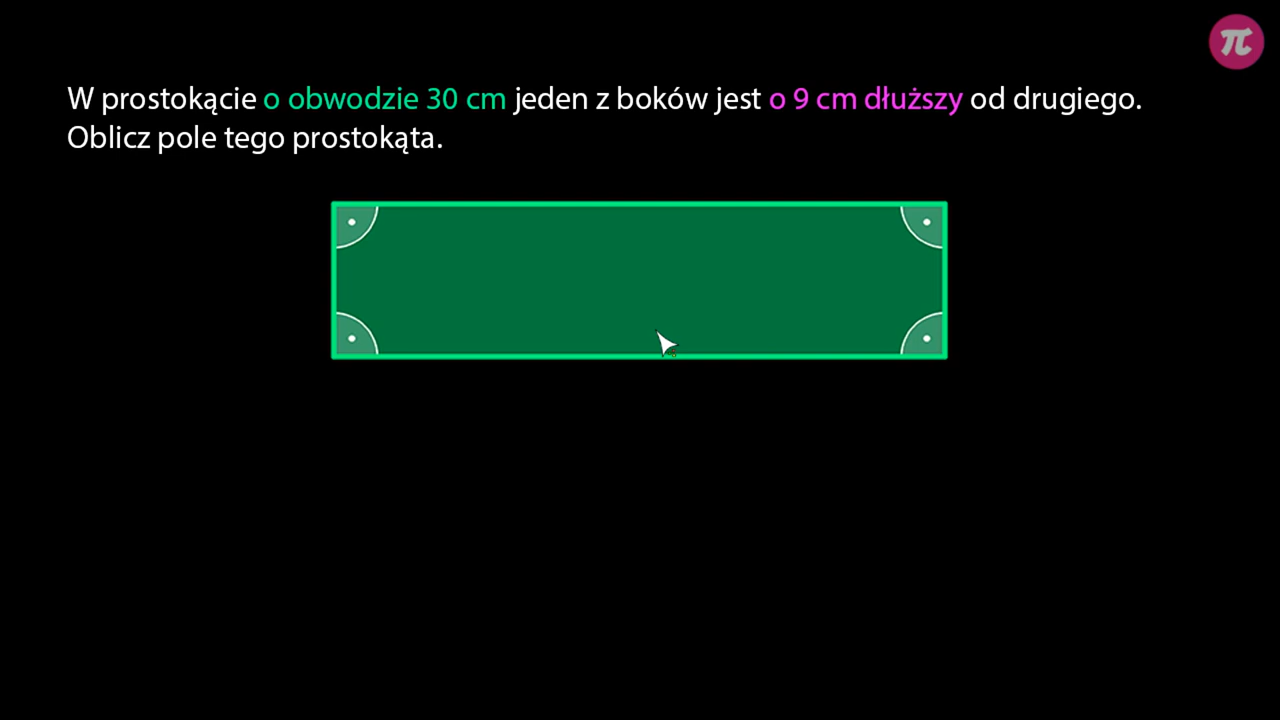 π
W prostokącie o obwodzie 30 cm jeden z boków jest o 9 cm dłuższy od drugiego.
Oblicz pole tego prostokąta.